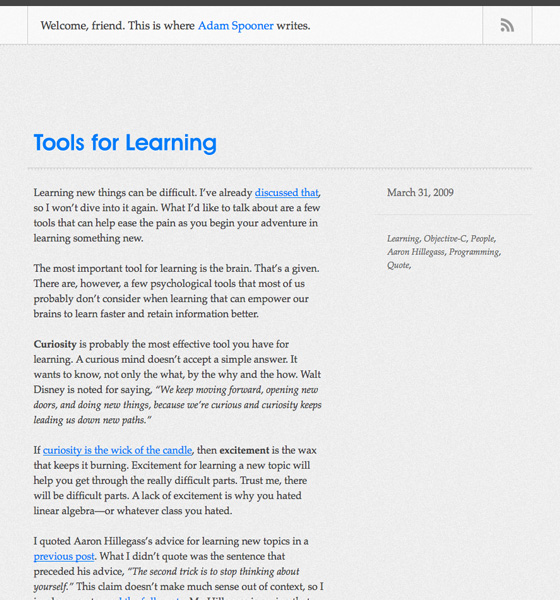 Welcome, friend. This is where Adam Spooner writes.
Tools for Learning
Learning new things can be difficult. I've already discussed that,
so I won't dive into it again. What I'd like to talk about are a few
tools that can help ease the pain as you begin your adventure in
learning something new.
The most important tool for learning is the brain. That's a given.
There are, however, a few psychological tools that most of us
probably don't consider when learning that can empower our
brains to learn faster and retain information better.
Curiosity is probably the most effective tool you have for
learning. A curious mind doesn't accept a simple answer. It
wants to know, not only the what, by the why and the how. Walt
Disney is noted for saying, “We keep moving forward, opening new
doors, and doing new things, because we're curious and curiosity keeps
leading us down new paths.”
If curiosity is the wick of the candle, then excitement is the wax
that keeps it burning. Excitement for learning a new topic will
help you get through the really difficult parts. Trust me, there
will be difficult parts. A lack of excitement is why you hated
linear algebra—or whatever class you hated.
I quoted Aaron Hillegass's advice for learning new topics in a
previous post. What I didn't quote was the sentence that
preceded his advice, “The second trick is to stop thinking about
yourself.” This claim doesn't make much sense out of context, so I
March 31, 2009
Learning, Objective-C, People,
Aaron Hillegass, Programming,
Quote,